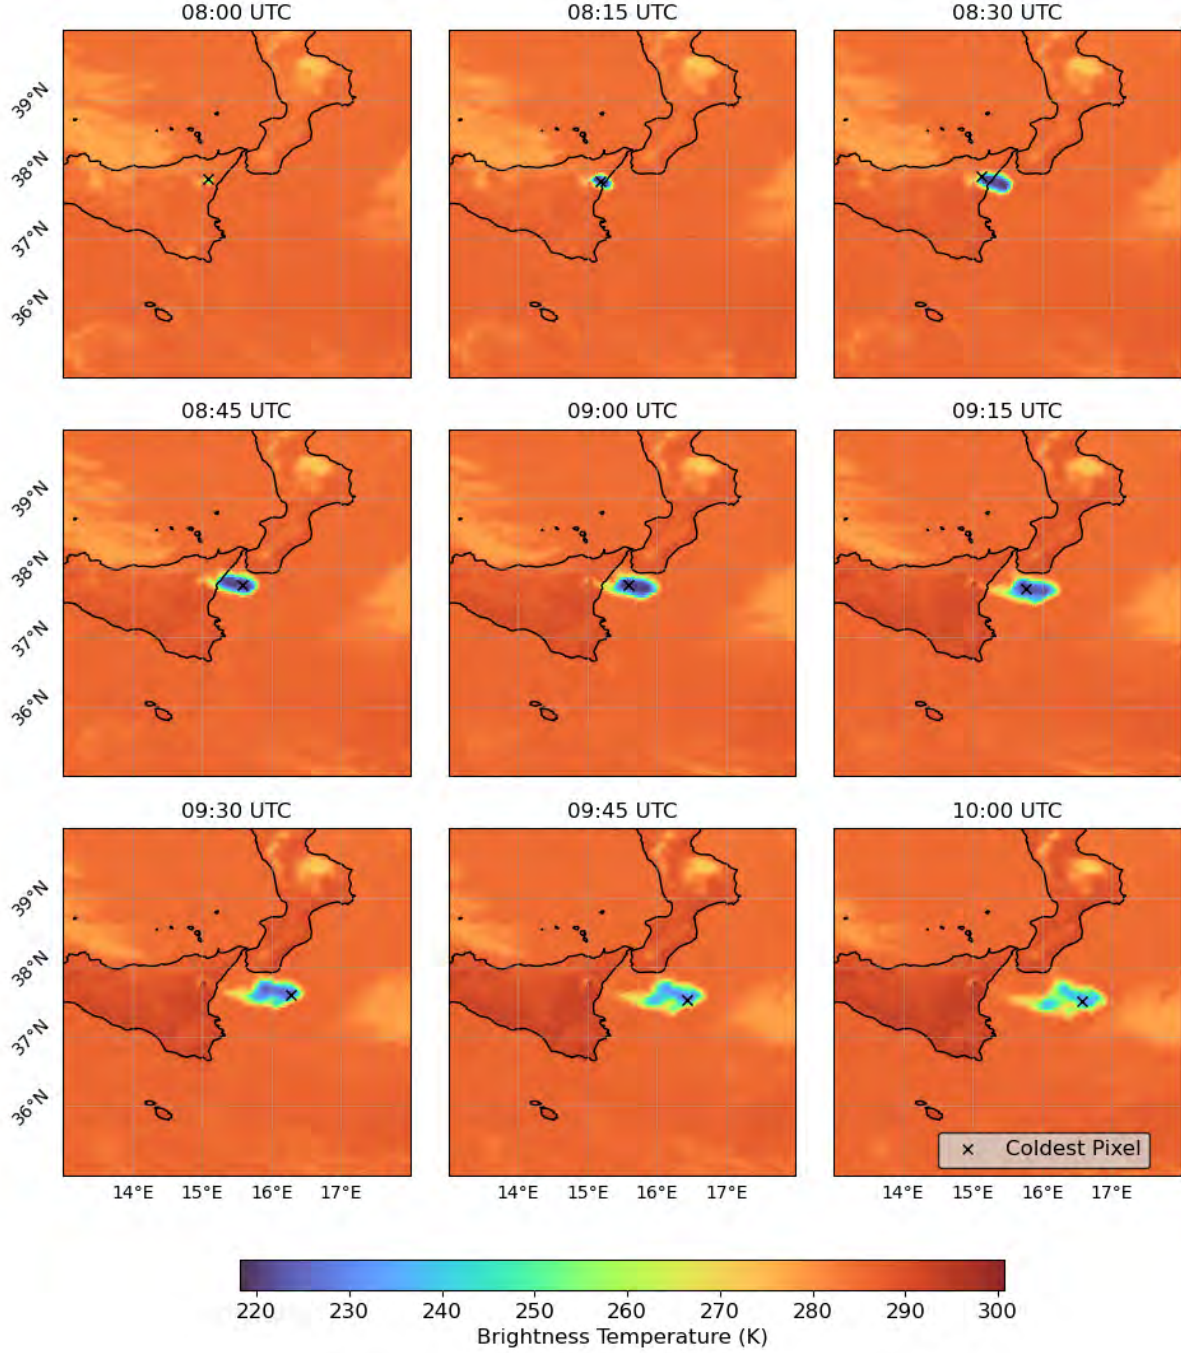 08:00 UTC 08:15 UTC 08:30 UTC
39°N
38°N
37°N
36°N
08:45 UTC 09:00 UTC 09:15 UTC
39°N
38°N
37°N
36°N
09:30 UTC 09:45 UTC 10:00 UTC
39°N
38°N
37°N
36°N
× Coldest Pixel
14°E 15°E 16°E 17°E 14°E 15°E 16°E 17°E 14°E 15°E 16°E 17°E
220 230 240 250 260 270 280 290 300
Brightness Temperature (K)